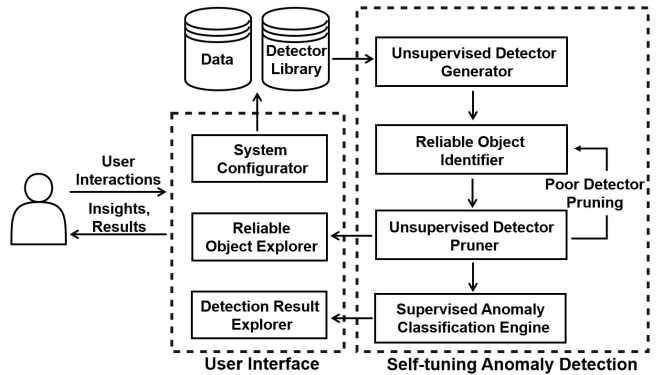 Data
Detector
Library
Unsupervised Detector
Generator
System
Configurator
Reliable Object
Identifier
User
Interactions
Insights,
Results
Poor Detector
Pruning
Reliable
Object Explorer
Unsupervised Detector
Pruner
Detection Result
Explorer
Supervised Anomaly
Classification Engine
User Interface
Self-tuning Anomaly Detection